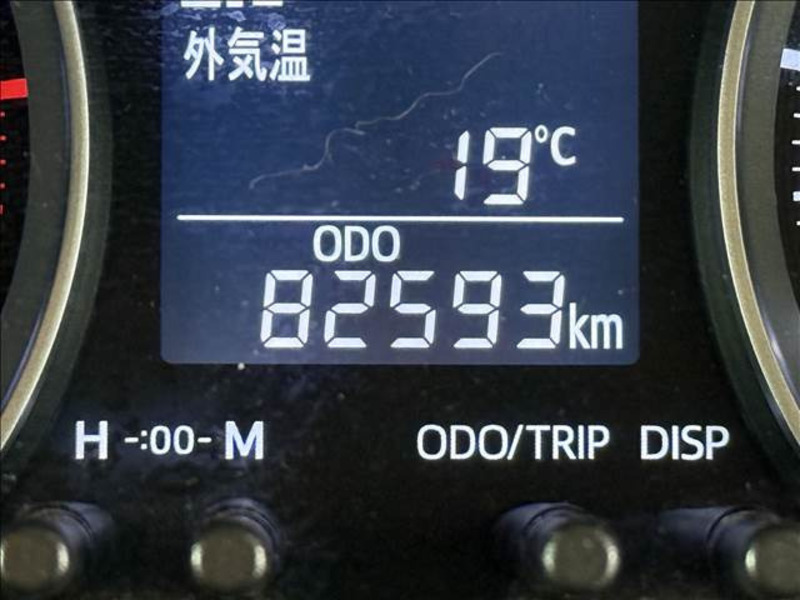 外気温
19℃
ODO
82593km
H -:00- M ODO/TRIP DISP